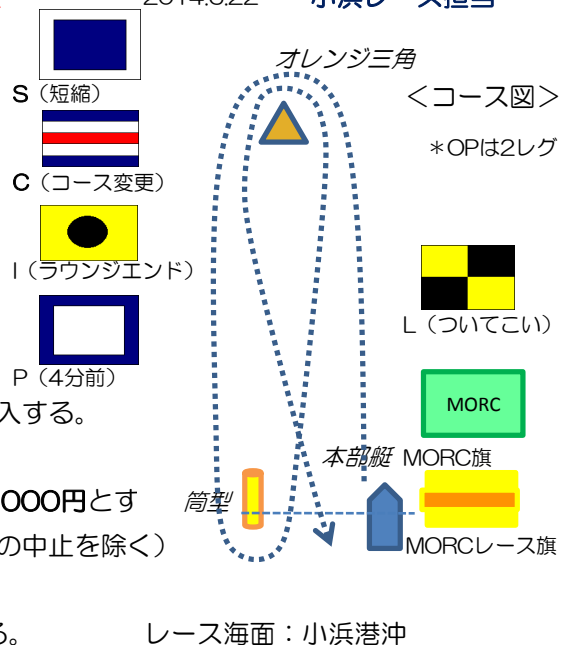 2014.6.22 小浜レース担当
オレンジ三角
S（短縮）
＜コース図＞
＊OPは2レグ
C（コース変更）
I（ラウンジエンド）
L（ついてこい）
P（4分前）
MORC
入する。
本部艇 MORC旗
000円とす
筒型
の中止を除く）
MORCレース旗
る。 レース海面：小浜港沖